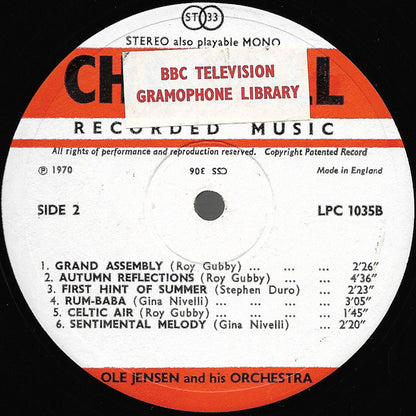 ST 33
STEREO also playable MONO
BBC TELEVISION
GRAMOPHONE LIBRARY
RECORDED MUSIC
All rights of performance and reproduction reserved. Copyright Patented Record
℗ 1970 CSS 306 Made in England
SIDE 2 LPC 1035B
1. GRAND ASSEMBLY (Roy Gubby) ... ... ... 2'26"
2. AUTUMN REFLECTIONS (Roy Gubby) ... 4'36"
3. FIRST HINT OF SUMMER (Stephen Duro) ... 2'23"
4. RUM-BABA (Gina Nivelli) ... ... ... 3'05"
5. CELTIC AIR (Roy Gubby) ... ... ... 1'45"
6. SENTIMENTAL MELODY (Gina Nivelli) ... 2'20"
OLE JENSEN and his ORCHESTRA